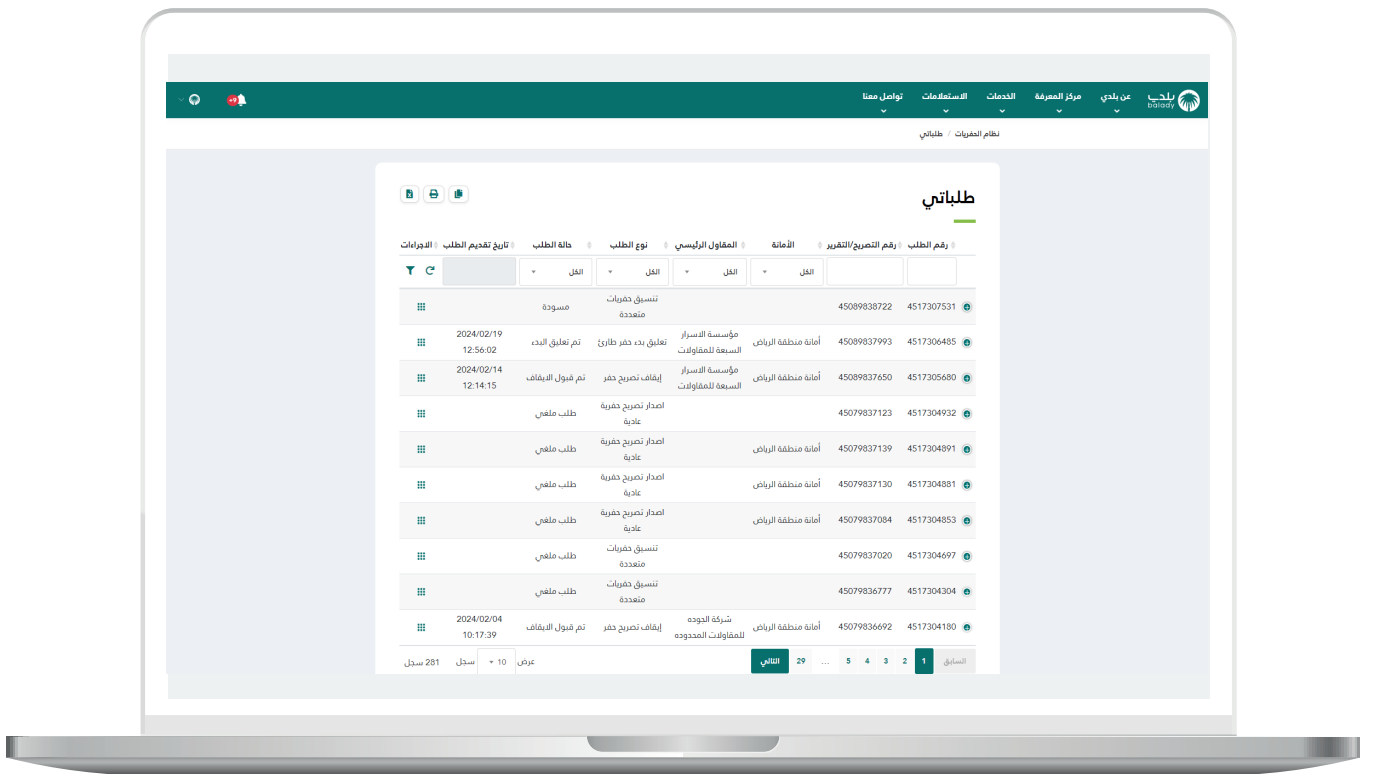 بلدي
balady
عن بلدي
مركز المعرفة
الخدمات
الاستعلامات
تواصل معنا
+9
نظام الحفريات / طلباتي
طلباتي
رقم الطلب رقم التصريح/التقرير الأمانة المقاول الرئيسي نوع الطلب حالة الطلب تاريخ تقديم الطلب الاجراءات
الكل الكل الكل الكل
4517307531 45089838722 تنسيق حفريات متعددة مسودة
4517306485 45089837993 أمانة منطقة الرياض مؤسسة الاسرار السبعة للمقاولات تعليق بدء حفر طارئ تم تعليق البدء 2024/02/19 12:56:02
4517305680 45089837650 أمانة منطقة الرياض مؤسسة الاسرار السبعة للمقاولات إيقاف تصريح حفر تم قبول الايقاف 2024/02/14 12:14:15
4517304932 45079837123 اصدار تصريح حفرية عادية طلب ملغي
4517304891 45079837139 أمانة منطقة الرياض اصدار تصريح حفرية عادية طلب ملغي
4517304881 45079837130 أمانة منطقة الرياض اصدار تصريح حفرية عادية طلب ملغي
4517304853 45079837084 أمانة منطقة الرياض اصدار تصريح حفرية عادية طلب ملغي
4517304697 45079837020 تنسيق حفريات متعددة طلب ملغي
4517304304 45079836777 تنسيق حفريات متعددة طلب ملغي
4517304180 45079836692 أمانة منطقة الرياض شركة الجوده للمقاولات المحدوده إيقاف تصريح حفر تم قبول الايقاف 2024/02/04 10:17:39
السابق 1 2 3 4 5 ... 29 التالي عرض 10 سجل 281 سجل